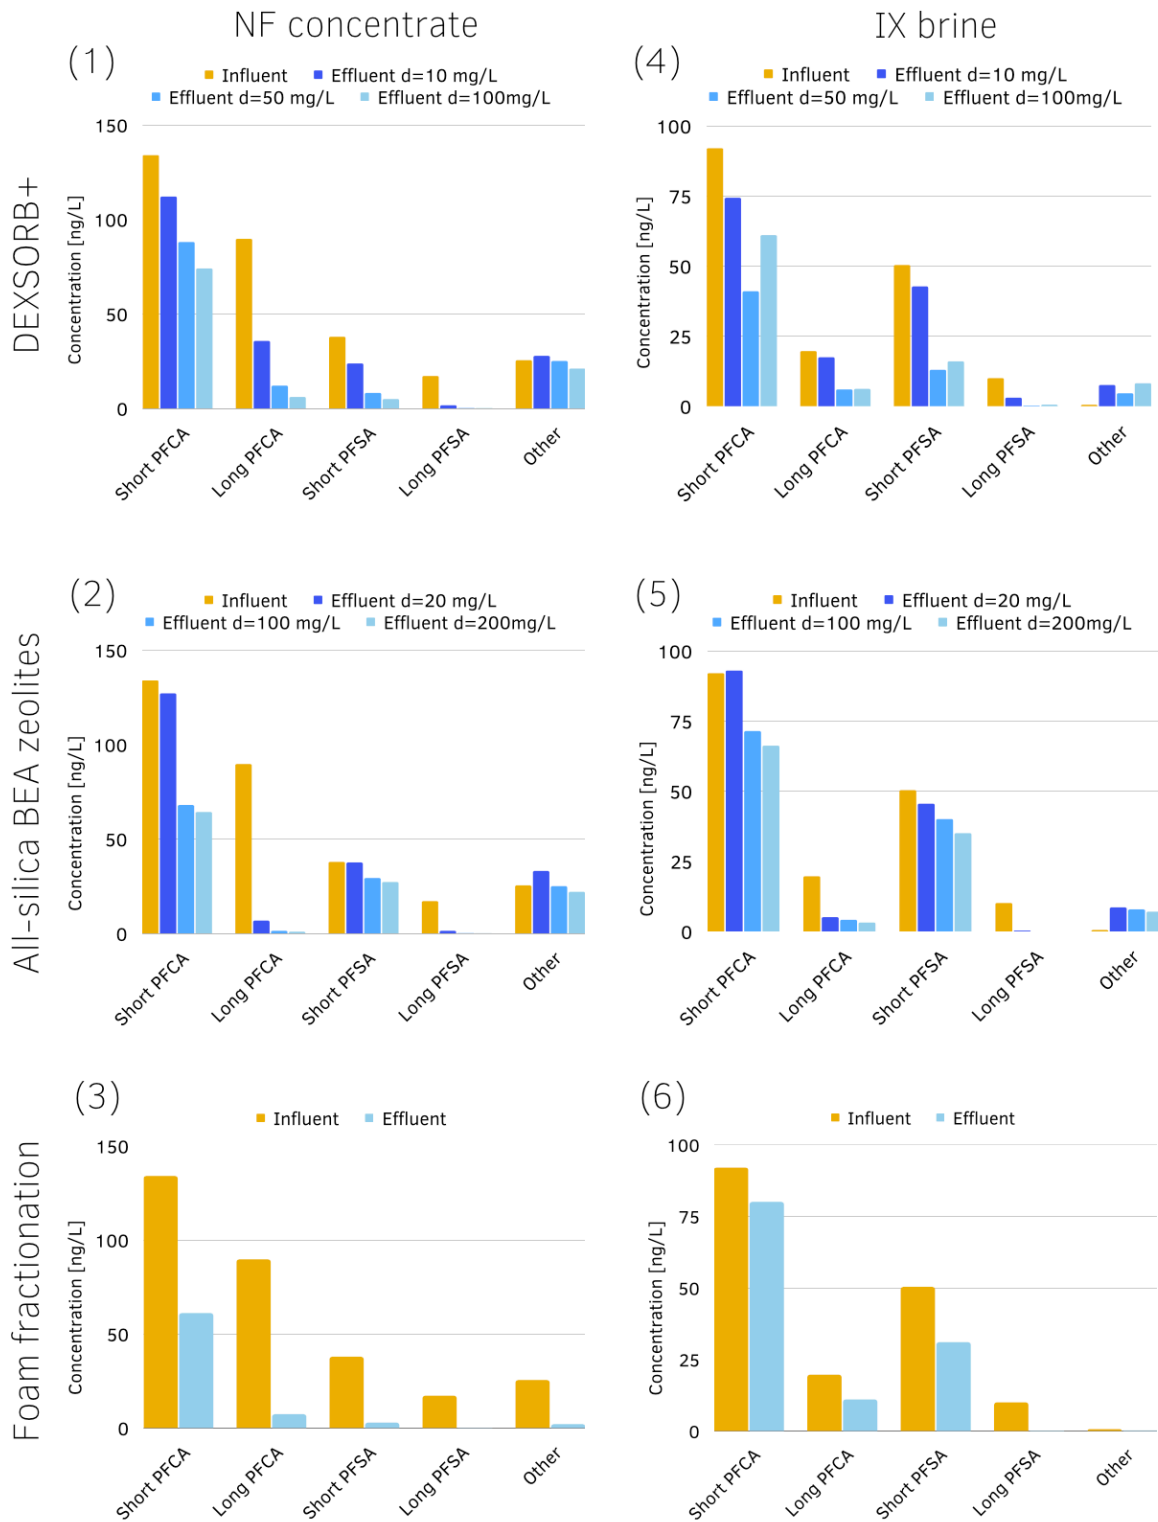 NF concentrate
IX brine
DEXSORB+
(1)
Influent
Effluent d=10 mg/L
Effluent d=50 mg/L
Effluent d=100mg/L
Concentration [ng/L]
150
100
50
0
Short PFCA
Long PFCA
Short PFSA
Long PFSA
Other
(4)
Influent
Effluent d=10 mg/L
Effluent d=50 mg/L
Effluent d=100mg/L
Concentration [ng/L]
100
75
50
25
0
Short PFCA
Long PFCA
Short PFSA
Long PFSA
Other
All-silica BEA zeolites
(2)
Influent
Effluent d=20 mg/L
Effluent d=100 mg/L
Effluent d=200mg/L
Concentration [ng/L]
150
100
50
0
Short PFCA
Long PFCA
Short PFSA
Long PFSA
Other
(5)
Influent
Effluent d=20 mg/L
Effluent d=100 mg/L
Effluent d=200mg/L
Concentration [ng/L]
100
75
50
25
0
Short PFCA
Long PFCA
Short PFSA
Long PFSA
Other
Foam fractionation
(3)
Influent
Effluent
Concentration [ng/L]
150
100
50
0
Short PFCA
Long PFCA
Short PFSA
Long PFSA
Other
(6)
Influent
Effluent
Concentration [ng/L]
100
75
50
25
0
Short PFCA
Long PFCA
Short PFSA
Long PFSA
Other